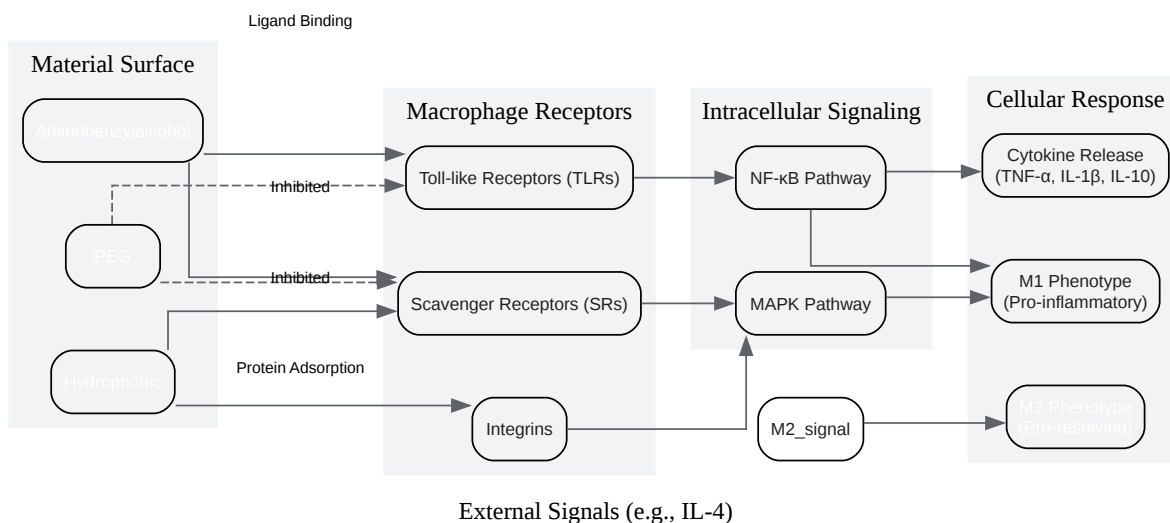 Ligand Binding
Material Surface
Aminobenzylalcohol
Inhibited
PEG
Inhibited
Hydrophobic
Protein Adsorption
Macrophage Receptors
Toll-like Receptors (TLRs)
Scavenger Receptors (SRs)
Integrins
Intracellular Signaling
NF-κB Pathway
MAPK Pathway
M2_signal
Cellular Response
Cytokine Release
(TNF-α, IL-1β, IL-10)
M1 Phenotype
(Pro-inflammatory)
M2 Phenotype
(Pro-resolving)
External Signals (e.g., IL-4)